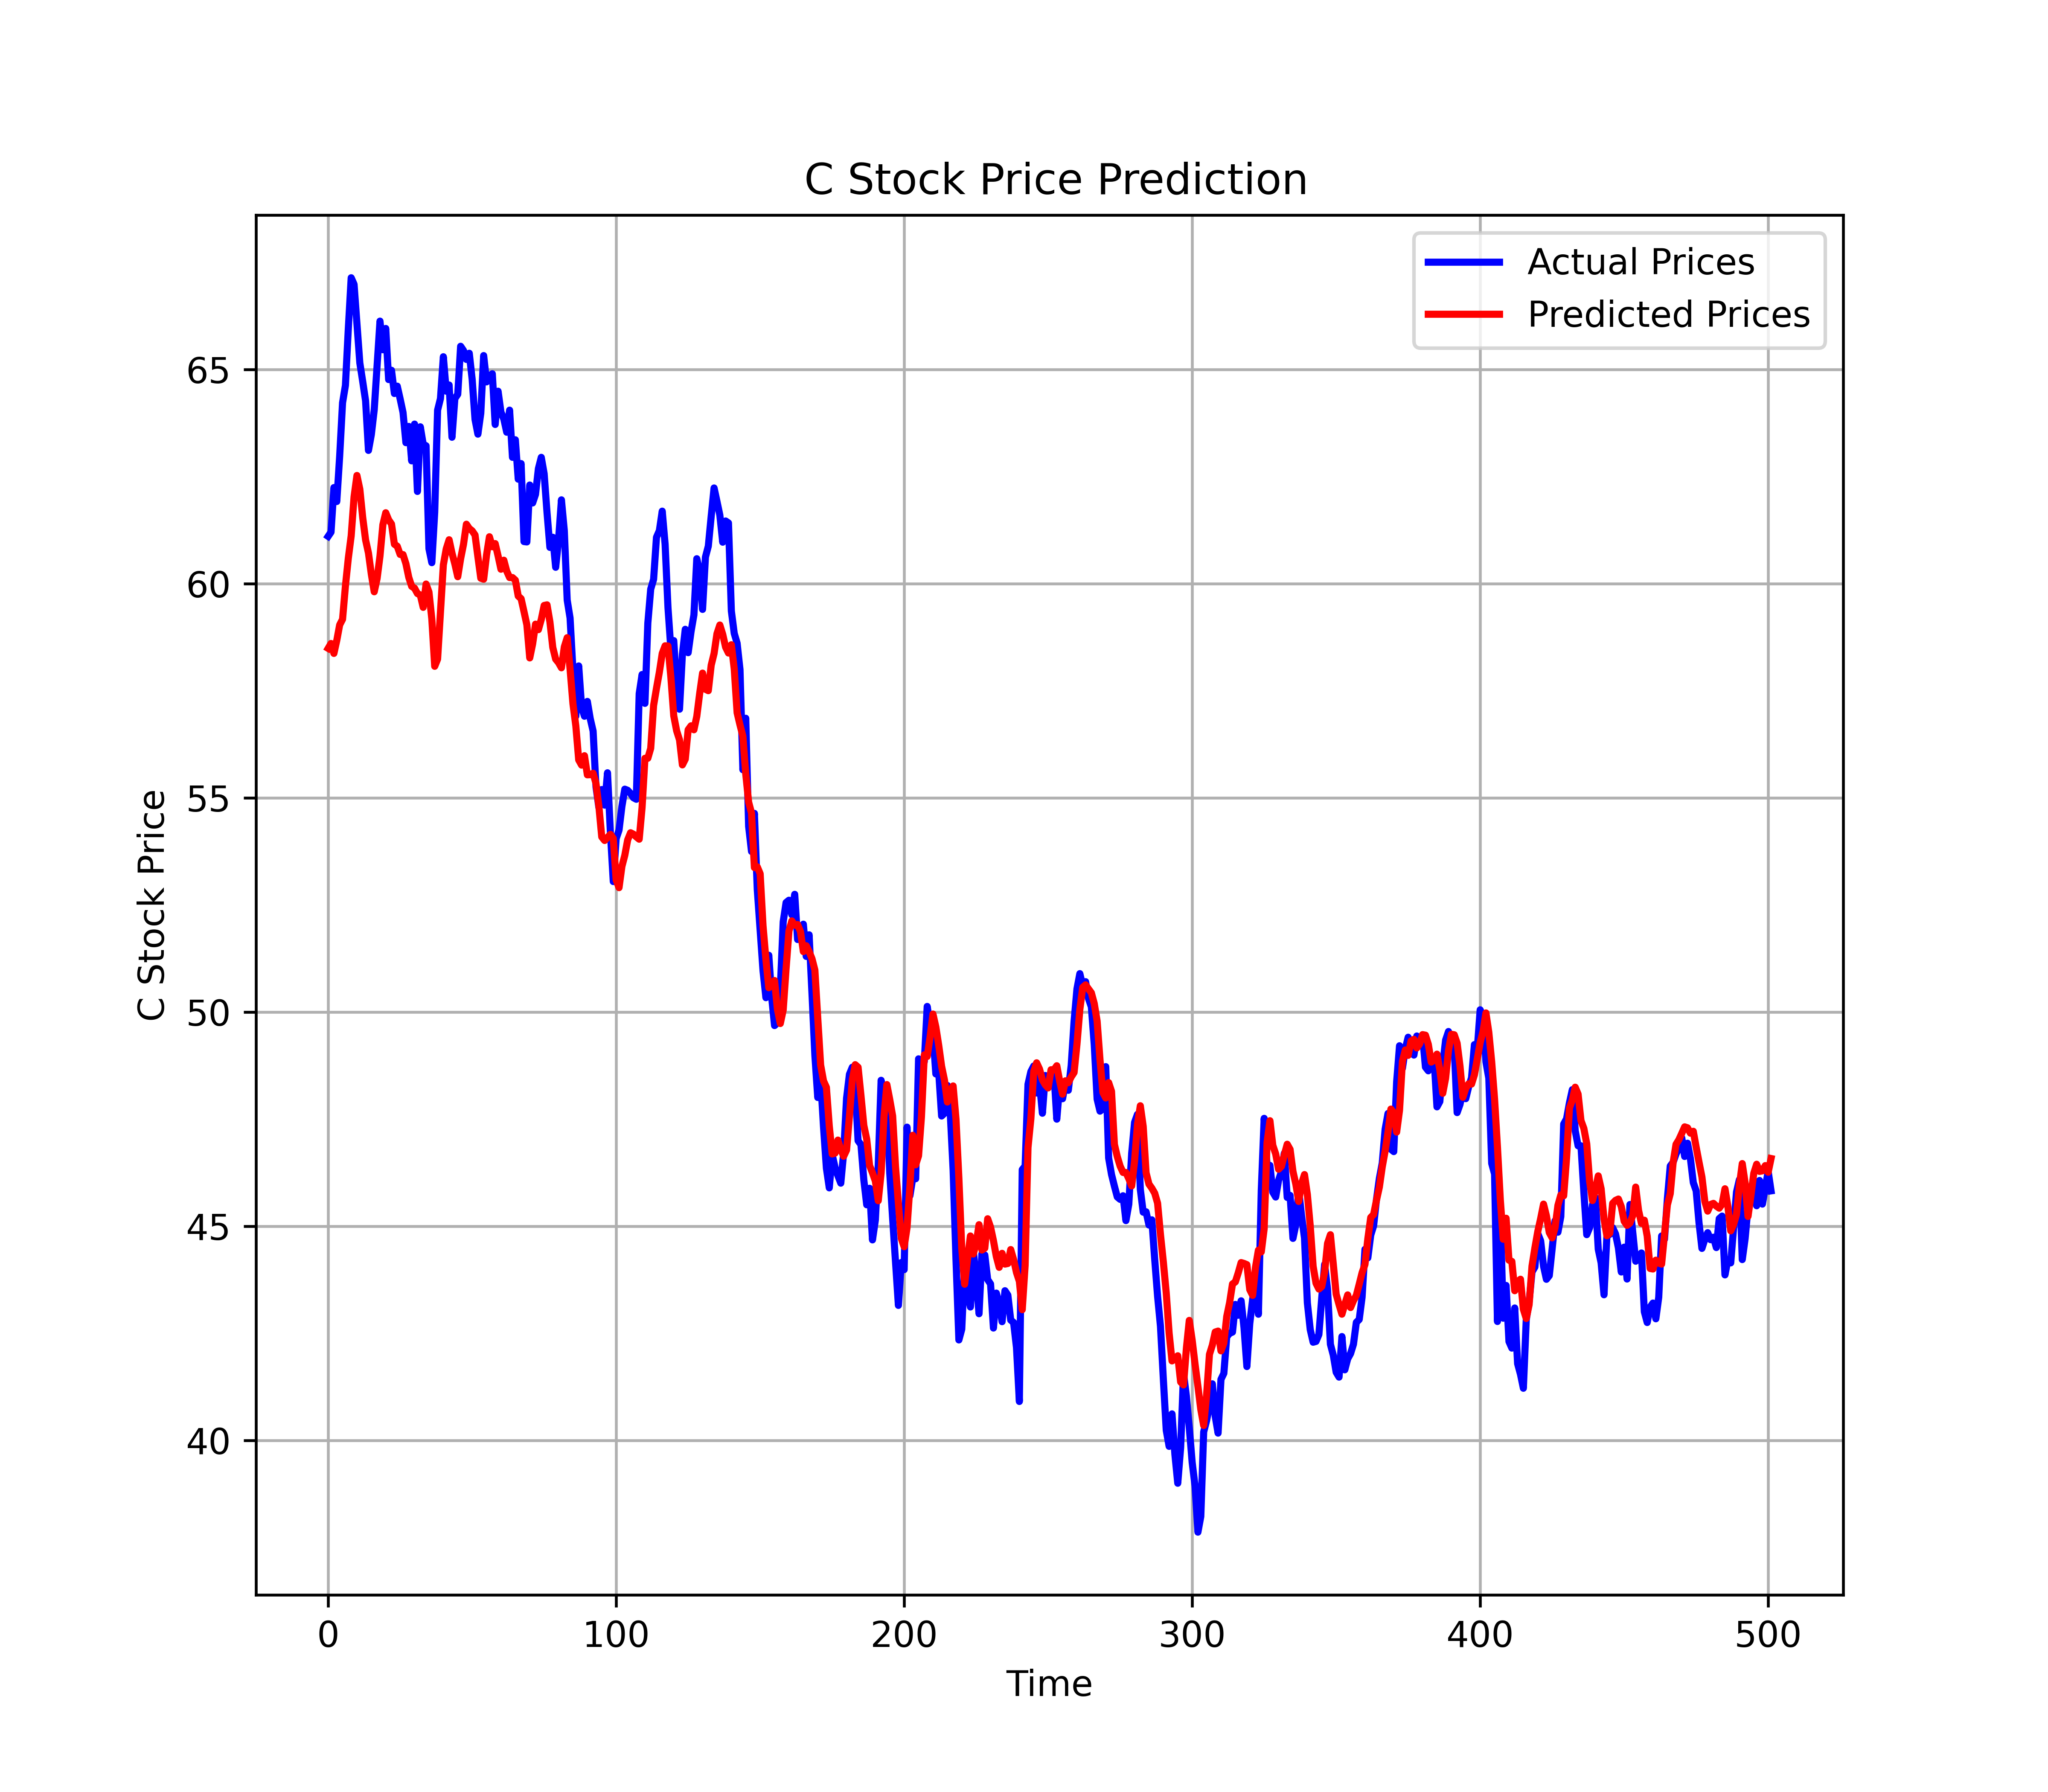 C Stock Price Prediction
Actual Prices
Predicted Prices
C Stock Price
65
60
55
50
45
40
0 100 200 300 400 500
Time